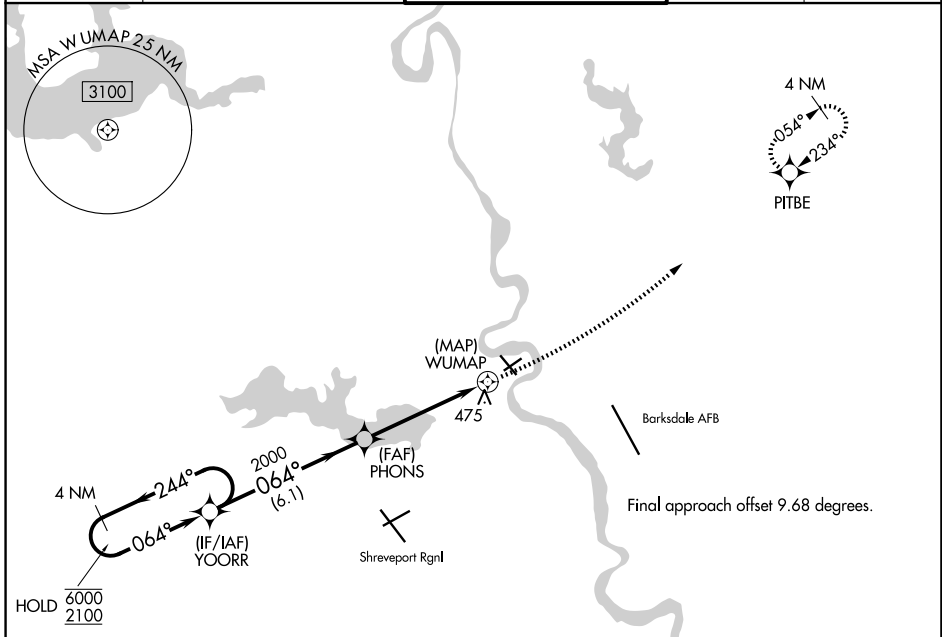 MSA WUMAP 25 NM
3100
4 NM
054°
234°
PITBE
(MAP)
WUMAP
475
Barksdale AFB
(FAF)
PHONS
2000
064°
(6.1)
Final approach offset 9.68 degrees.
4 NM
244°
064°
(IF/IAF)
YOORR
Shreveport Rgnl
HOLD 6000
2100